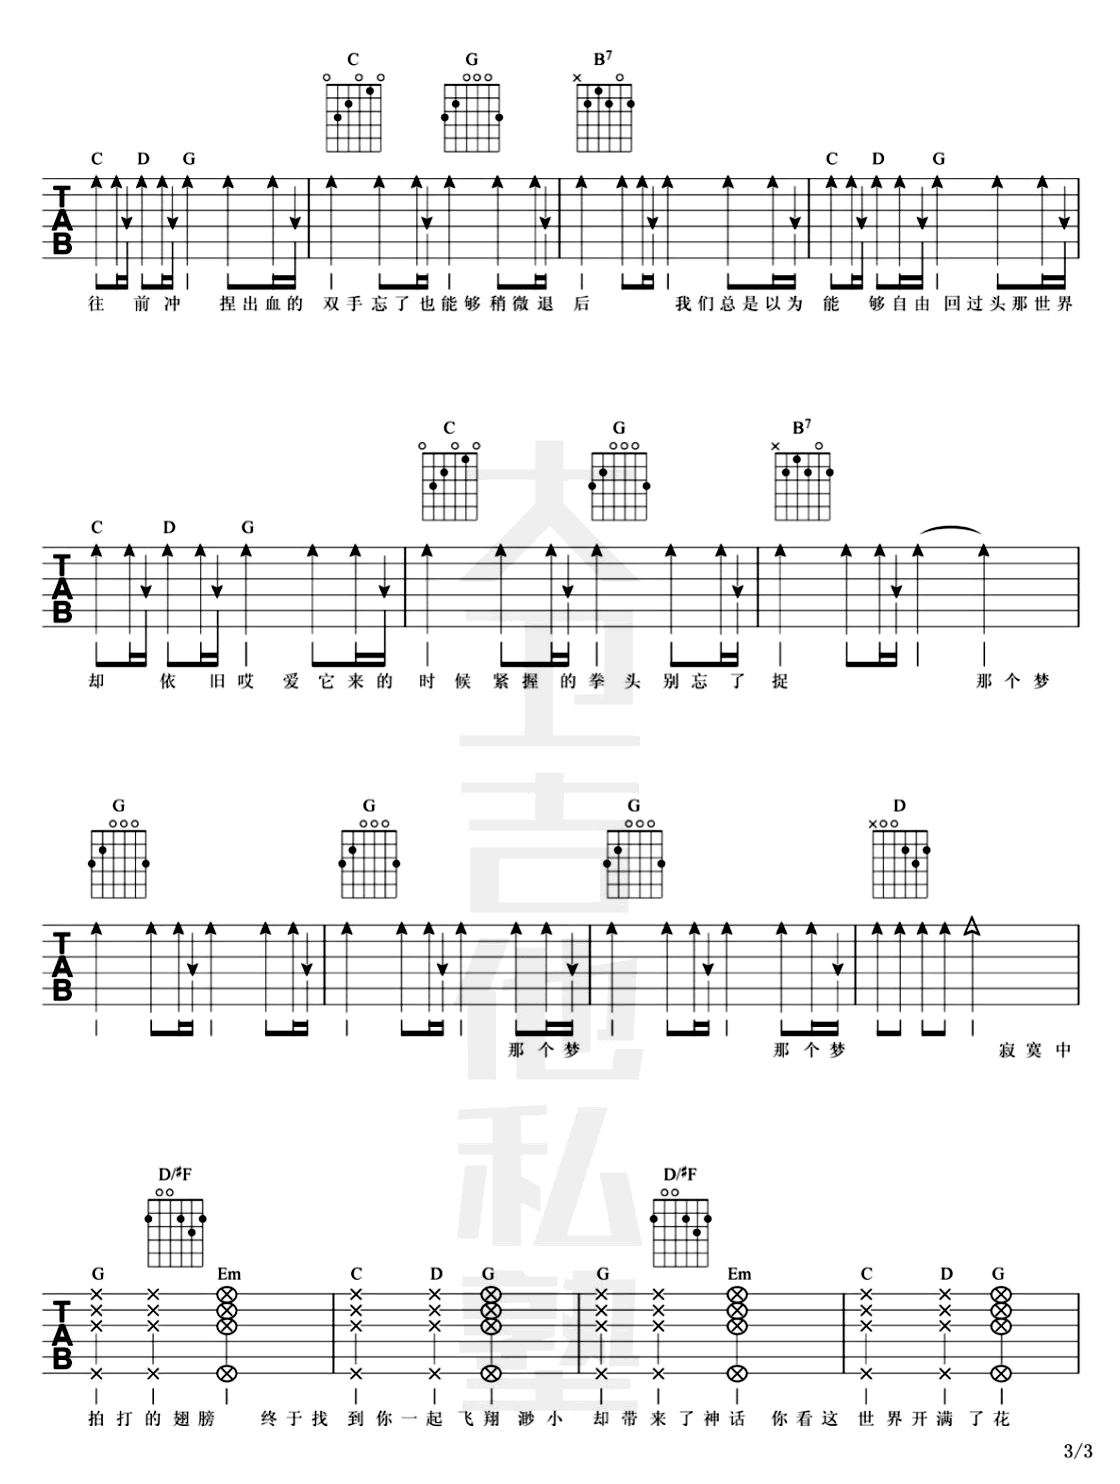 C G B7
C D G C D G
TAB
往 前 冲 捏出血的 双手忘了也能够稍微退 后 我们总是以为 能 够自由 回过头那世界
C G B7
C D G
TAB
却 依 旧哎 爱它来的 时候紧握的拳头别忘了捉 那个梦
G G G D
TAB
那个梦 那个梦 寂寞中
D/#F D/#F
G Em C D G G Em C D G
TAB
拍打的翅膀 终于找 到你一起飞翔渺小 却带来了神话 你看这 世界开满了花
3/3
大卫吉他私塾